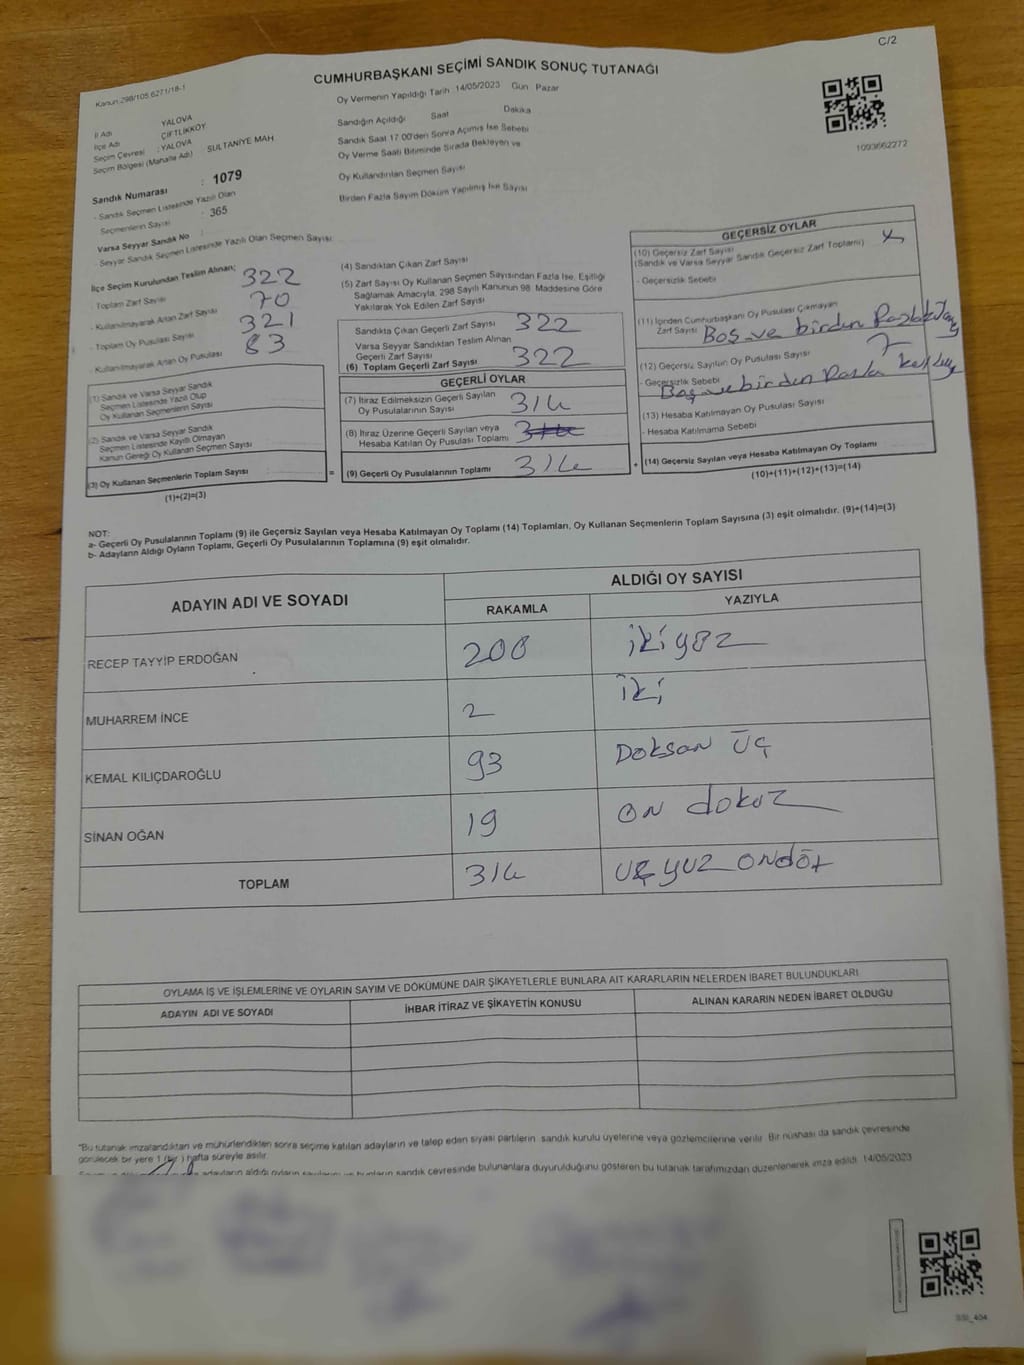 C/2
CUMHURBAŞKANI SEÇİMİ SANDIK SONUÇ TUTANAĞI
Kanun 298/105 6271/18-1
Oy Vermenin Yapıldığı Tarih 14/05/2023 Gün Pazar
İl Adı YALOVA
İlçe Adı ÇİFTLİKKÖY
Seçim Çevresi : YALOVA
Seçim Bölgesi (Mahalle Adı) : SULTANİYE MAH
Sandığın Açıldığı Saat Dakika
Sandık Saat 17:00'den Sonra Açılmış İse Sebebi
Oy Verme Saati Bitiminde Sırada Bekleyen ve
Oy Kullandırılan Seçmen Sayısı
Birden Fazla Sayım Döküm Yapılmış İse Sayısı
1093662272
Sandık Numarası : 1079
- Sandık Seçmen Listesinde Yazılı Olan
Seçmenlerin Sayısı : 365
Varsa Seyyar Sandık No :
- Seyyar Sandık Seçmen Listesinde Yazılı Olan Seçmen Sayısı
İlçe Seçim Kurulundan Teslim Alınan;
- Toplam Zarf Sayısı 322
- Kullanılmayarak Artan Zarf Sayısı 70
- Toplam Oy Pusulası Sayısı 321
- Kullanılmayarak Artan Oy Pusulası 83
(1) Sandık ve Varsa Seyyar Sandık
Seçmen Listesinde Yazılı Olup
Oy Kullanan Seçmenlerin Sayısı
(2) Sandık ve Varsa Seyyar Sandık
Seçmen Listesinde Kayıtlı Olmayan
Kanun Gereği Oy Kullanan Seçmen Sayısı
(3) Oy Kullanan Seçmenlerin Toplam Sayısı
(1)+(2)=(3)
=
(4) Sandıktan Çıkan Zarf Sayısı
(5) Zarf Sayısı Oy Kullanan Seçmen Sayısından Fazla İse, Eşitliği
Sağlamak Amacıyla, 298 Sayılı Kanunun 98. Maddesine Göre
Yakılarak Yok Edilen Zarf Sayısı
Sandıkta Çıkan Geçerli Zarf Sayısı 322
Varsa Seyyar Sandıktan Teslim Alınan
Geçerli Zarf Sayısı
(6) Toplam Geçerli Zarf Sayısı 322
GEÇERLİ OYLAR
(7) İtiraz Edilmeksizin Geçerli Sayılan
Oy Pusulalarının Sayısı 314
(8) İtiraz Üzerine Geçerli Sayılan veya
Hesaba Katılan Oy Pusulası Toplamı 314
(9) Geçerli Oy Pusulalarının Toplamı 314
+
GEÇERSİZ OYLAR
(10) Geçersiz Zarf Sayısı
(Sandık ve Varsa Seyyar Sandık Geçersiz Zarf Toplamı)
- Geçersizlik Sebebi
(11) İçinden Cumhurbaşkanı Oy Pusulası Çıkmayan
Zarf Sayısı Boş ve birden
(12) Geçersiz Sayılan Oy Pusulası Sayısı 7
- Geçersizlik Sebebi Boş ve birden Fazla
(13) Hesaba Katılmayan Oy Pusulası Sayısı
- Hesaba Katılmama Sebebi
(14) Geçersiz Sayılan veya Hesaba Katılmayan Oy Toplamı
(10)+(11)+(12)+(13)=(14)
NOT:
a- Geçerli Oy Pusulalarının Toplamı (9) ile Geçersiz Sayılan veya Hesaba Katılmayan Oy Toplamı (14) Toplamları, Oy Kullanan Seçmenlerin Toplam Sayısına (3) eşit olmalıdır. (9)+(14)=(3)
b- Adayların Aldığı Oyların Toplamı, Geçerli Oy Pusulalarının Toplamına (9) eşit olmalıdır.
ADAYIN ADI VE SOYADI
ALDIĞI OY SAYISI
RAKAMLA YAZIYLA
RECEP TAYYİP ERDOĞAN 200 ikiyüz
MUHARREM İNCE 2 iki
KEMAL KILIÇDAROĞLU 93 Doksan Üç
SİNAN OĞAN 19 on dokuz
TOPLAM 314 üçyüz ondöt
OYLAMA İŞ VE İŞLEMLERİNE VE OYLARIN SAYIM VE DÖKÜMÜNE DAİR ŞİKAYETLERLE BUNLARA AİT KARARLARIN NELERDEN İBARET BULUNDUKLARI
ADAYIN ADI VE SOYADI İHBAR İTİRAZ VE ŞİKAYETİN KONUSU ALINAN KARARIN NEDEN İBARET OLDUĞU
"Bu tutanak imzalandıktan ve mühürlendikten sonra seçime katılan adayların ve talep eden siyasi partilerin sandık kurulu üyelerine veya gözlemcilerine verilir. Bir nüshası da sandık çevresinde
görülecek bir yere 1 (bir) hafta süreyle asılır.
adayların aldığı oyların sandık çevresinde bulunanlara duyurulduğunu gösteren bu tutanak tarafımızdan düzenlenerek imza edildi. 14/05/2023
SSI_404